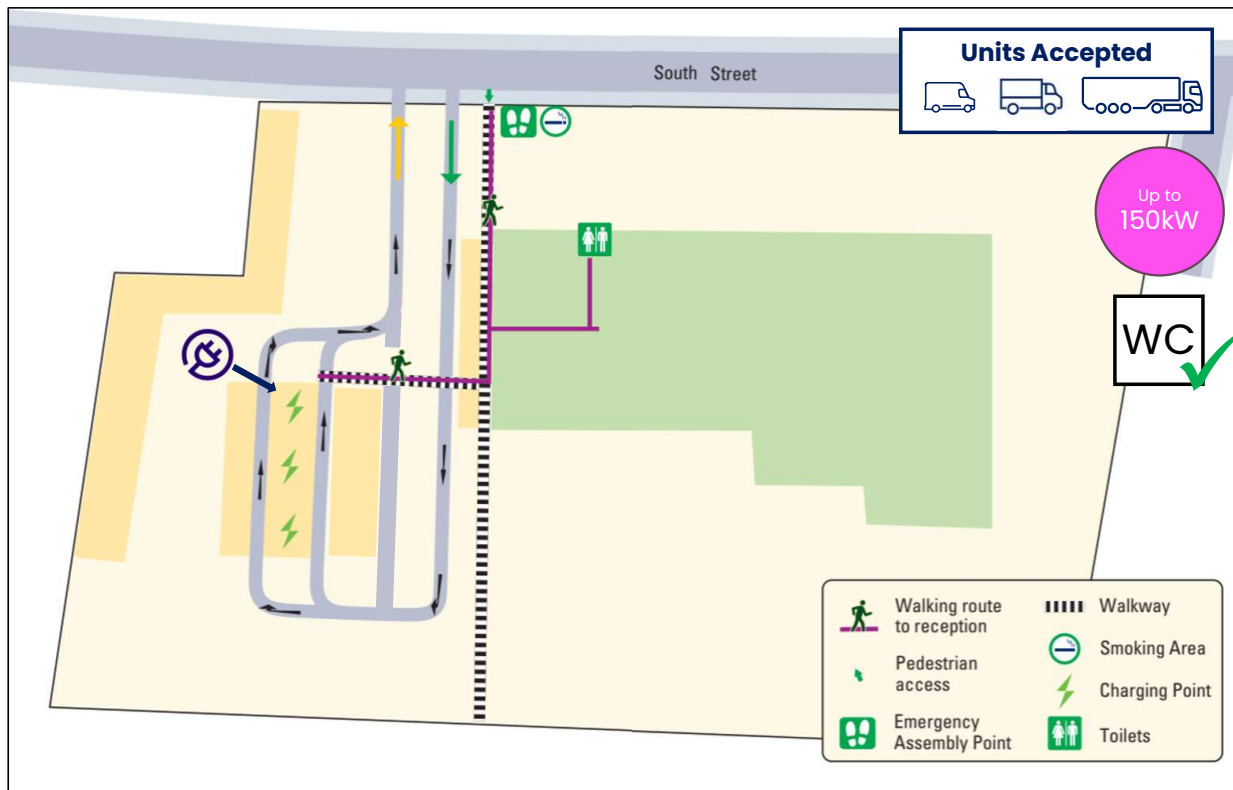 South Street
Units Accepted
Up to
150kW
WC
Walking route
to reception
Walkway
Pedestrian
access
Smoking Area
Charging Point
Emergency
Assembly Point
Toilets